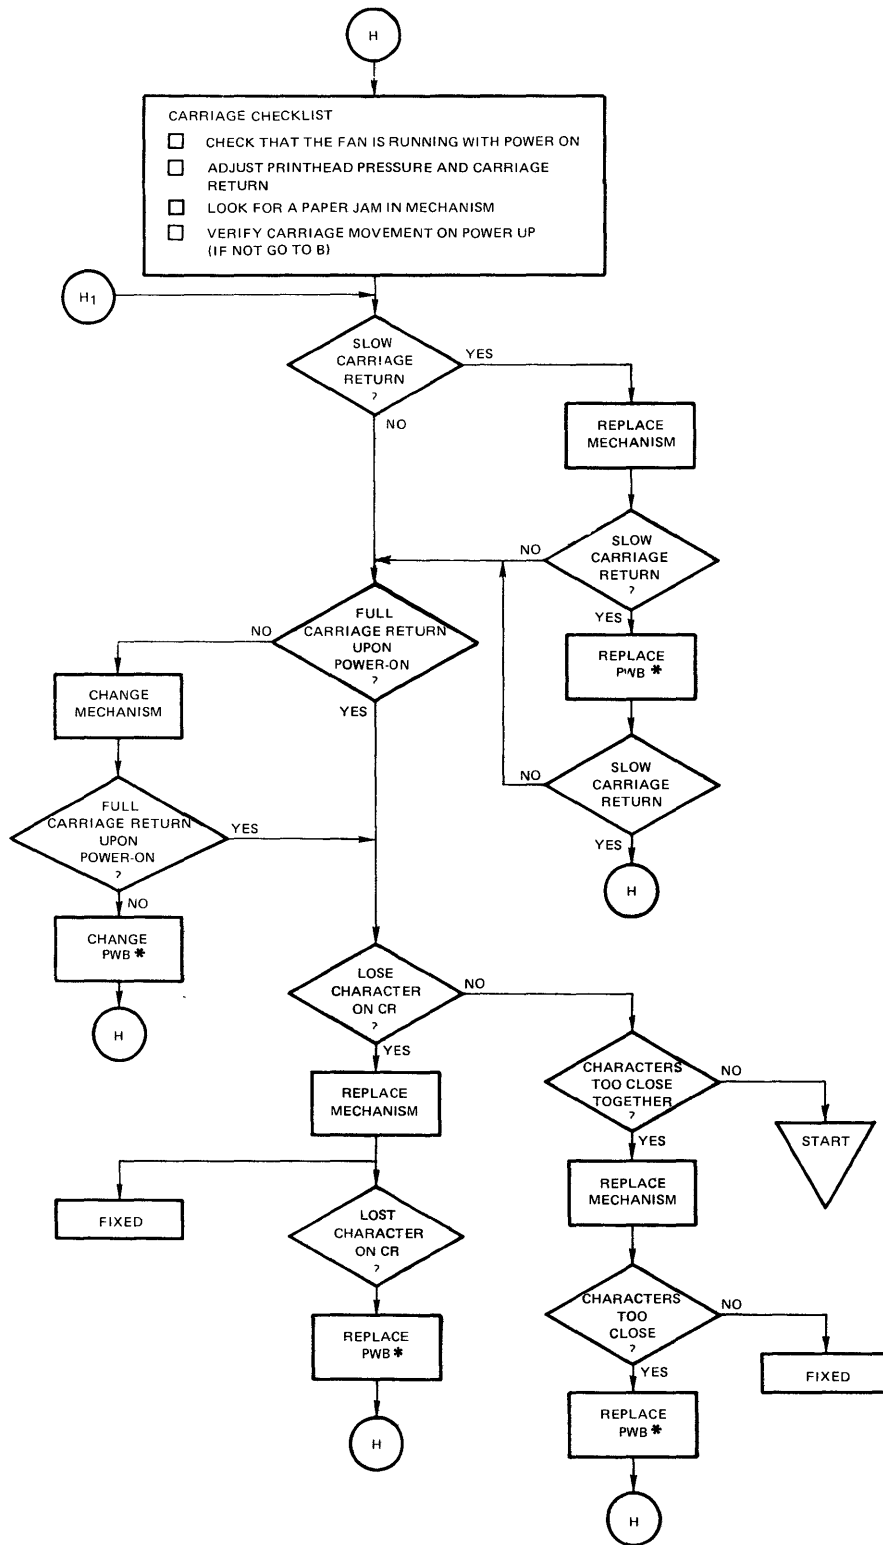 H
CARRIAGE CHECKLIST
CHECK THAT THE FAN IS RUNNING WITH POWER ON
ADJUST PRINTHEAD PRESSURE AND CARRIAGE
RETURN
LOOK FOR A PAPER JAM IN MECHANISM
VERIFY CARRIAGE MOVEMENT ON POWER UP
(IF NOT GO TO B)
H1
SLOW
CARRIAGE
RETURN
?
YES
NO
REPLACE
MECHANISM
SLOW
CARRIAGE
RETURN
?
NO
YES
REPLACE
PWB *
SLOW
CARRIAGE
RETURN
NO
YES
H
FULL
CARRIAGE RETURN
UPON
POWER-ON
?
NO
YES
CHANGE
MECHANISM
FULL
CARRIAGE RETURN
UPON
POWER-ON
?
YES
NO
CHANGE
PWB *
H
LOSE
CHARACTER
ON CR
?
NO
YES
REPLACE
MECHANISM
FIXED
LOST
CHARACTER
ON CR
?
REPLACE
PWB *
H
CHARACTERS
TOO CLOSE
TOGETHER
?
NO
START
YES
REPLACE
MECHANISM
CHARACTERS
TOO
CLOSE
?
NO
FIXED
YES
REPLACE
PWB *
H